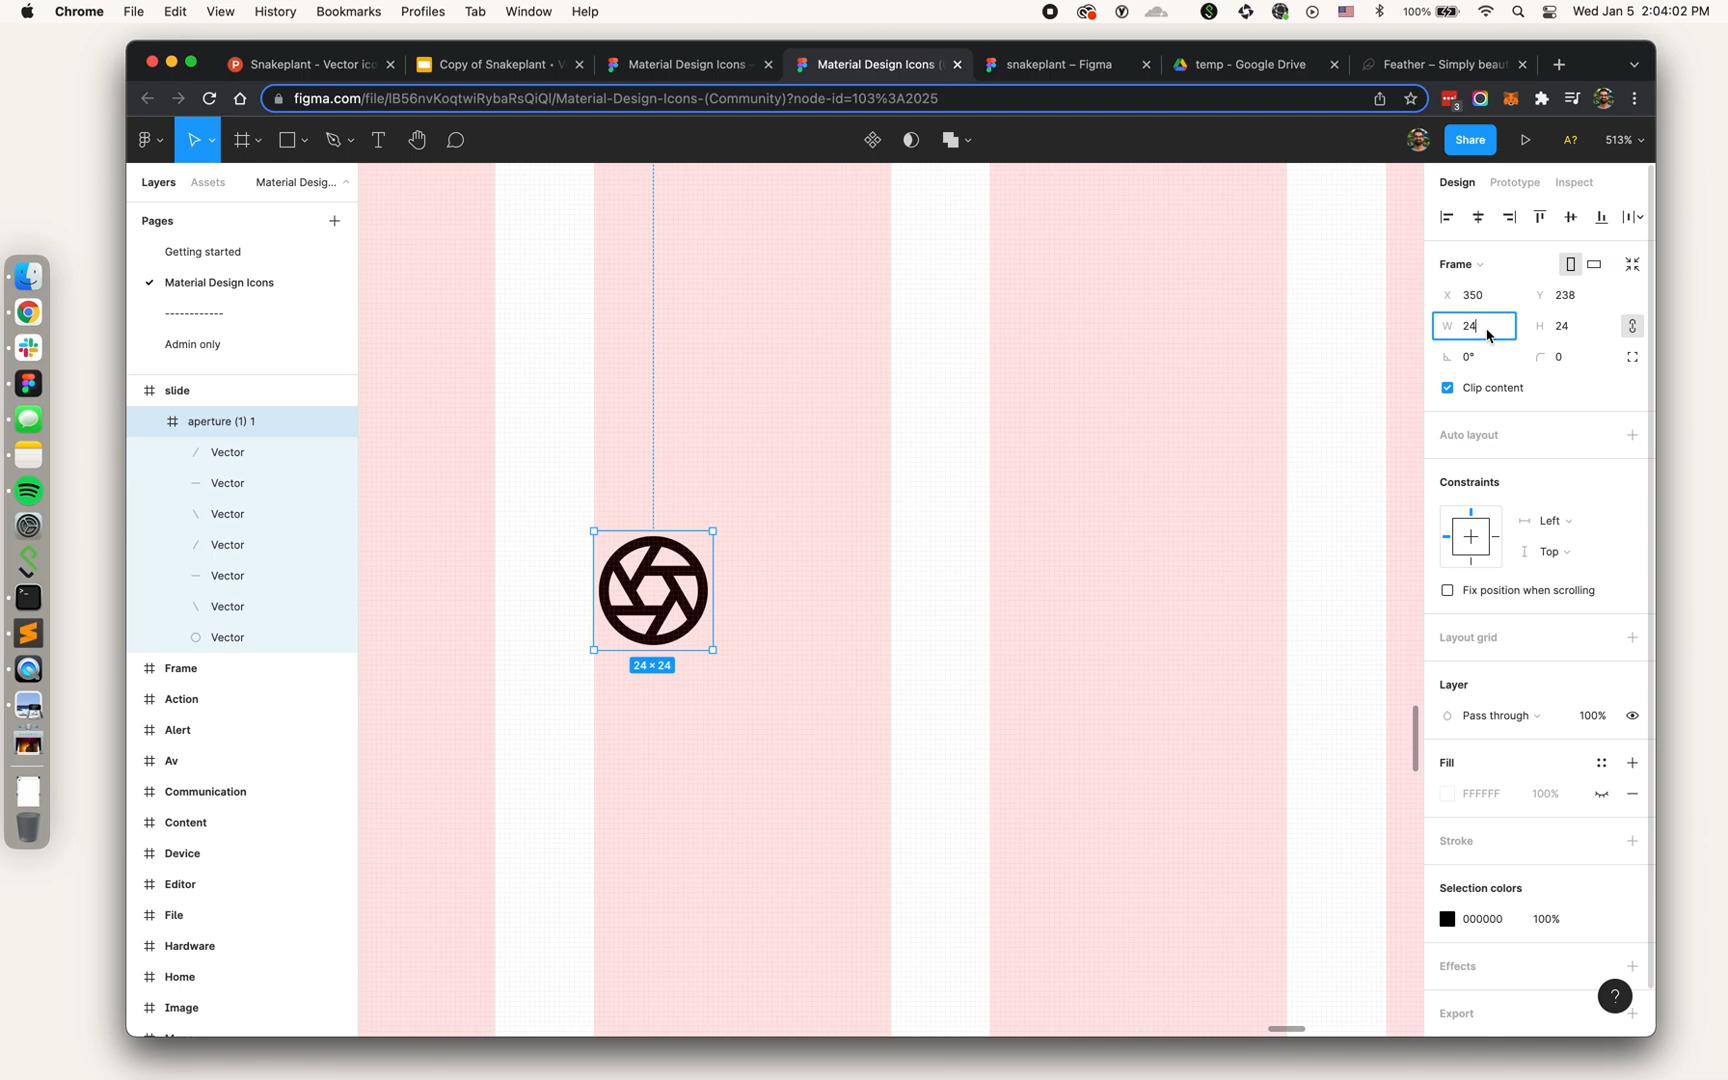 Chrome File Edit View History Bookmarks Profiles Tab Window Help 100% Wed Jan 5 2:04:02 PM
Snakeplant - Vector ico Copy of Snakeplant • V Material Design Icons - Material Design Icons ( snakeplant – Figma temp - Google Drive Feather – Simply beaut
figma.com/file/IB56nvKoqtwiRybaRsQiQI/Material-Design-Icons-(Community)?node-id=103%3A2025 3
T Share A? 513%
Layers Assets Material Desig... Design Prototype Inspect
Pages
Getting started
Material Design Icons
------------
Admin only
slide
aperture (1) 1
Vector
Vector
Vector
Vector
Vector
Vector
Vector
Frame
Action
Alert
Av
Communication
Content
Device
Editor
File
Hardware
Home
Image
24 × 24
Frame
X 350 Y 238
W 24 H 24
0° 0
Clip content
Auto layout
Constraints
Left
Top
Fix position when scrolling
Layout grid
Layer
Pass through 100%
Fill
FFFFFF 100%
Stroke
Selection colors
000000 100%
Effects
?
Export